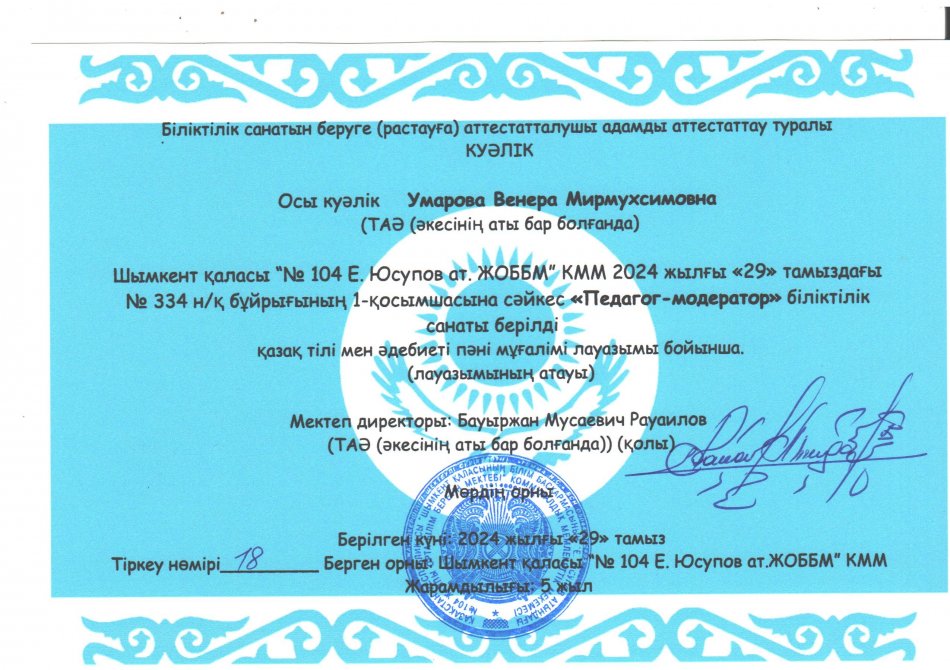 Біліктілік санатын беруге (растауға) аттестатталушы адамды аттестаттау туралы
КУӘЛІК
Осы куәлік Умарова Венера Мирмухсимовна
(ТАӘ (әкесінің аты бар болғанда)
Шымкент қаласы “№ 104 Е. Юсупов ат. ЖОББМ” КММ 2024 жылғы «29» тамыздағы
№ 334 н/қ бұйрығының 1-қосымшасына сәйкес «Педагог-модератор» біліктілік
санаты берілді
қазақ тілі мен әдебиеті пәні мұғалімі лауазымы бойынша.
(лауазымының атауы)
Мектеп директоры: Бауыржан Мусаевич Рауаилов
(ТАӘ (әкесінің аты бар болғанда)) (қолы)
Мөрдің орны
Берілген күні: 2024 жылғы «29» тамыз
Тіркеу нөмірі 18 Берген орны: Шымкент қаласы “№ 104 Е. Юсупов ат.ЖОББМ” КММ
Жарамдылығы: 5 жыл